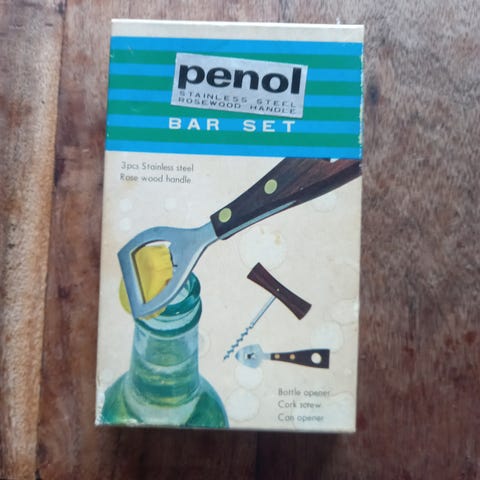 penol
STAINLESS STEEL
ROSEWOOD HANDLE
BAR SET
3pcs Stainless steel
Rose wood handle
Bottle opener
Cork screw
Can opener